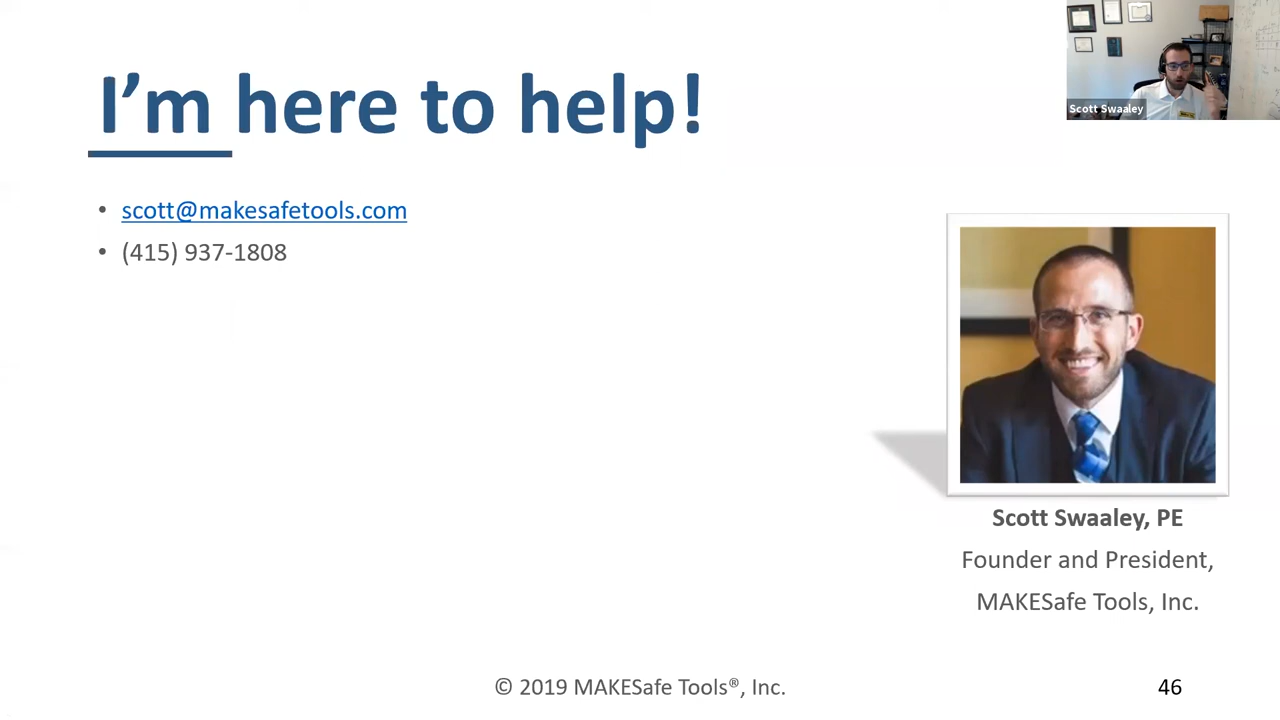 Scott Swaaley
I'm here to help!
• scott@makesafetools.com
• (415) 937-1808
Scott Swaaley, PE
Founder and President,
MAKESafe Tools, Inc.
© 2019 MAKESafe Tools®, Inc.
46